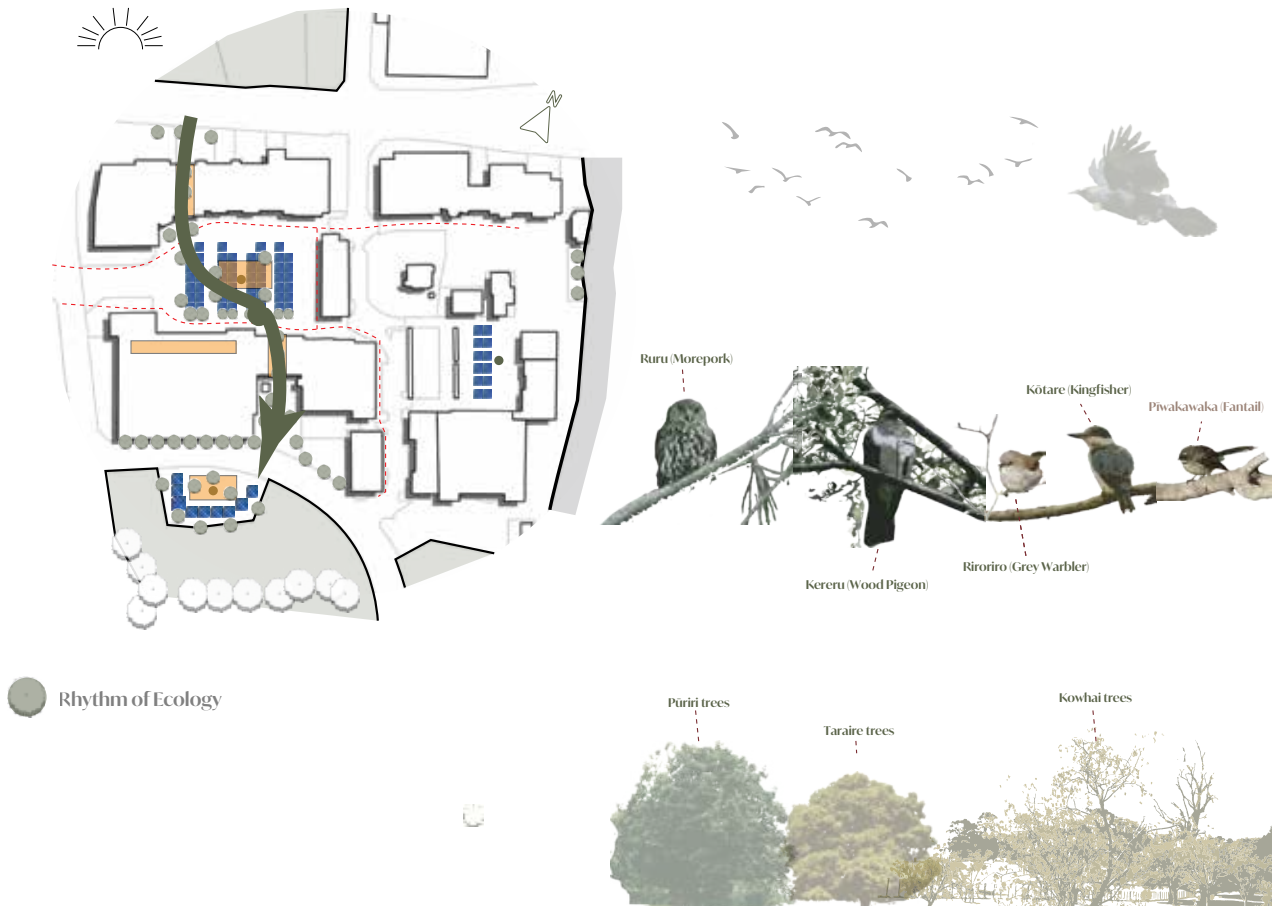 N
Ruru (Morepork)
Kōtare (Kingfisher)
Pīwakawaka (Fantail)
Riroriro (Grey Warbler)
Kereru (Wood Pigeon)
Rhythm of Ecology
Pūriri trees
Taraire trees
Kowhai trees